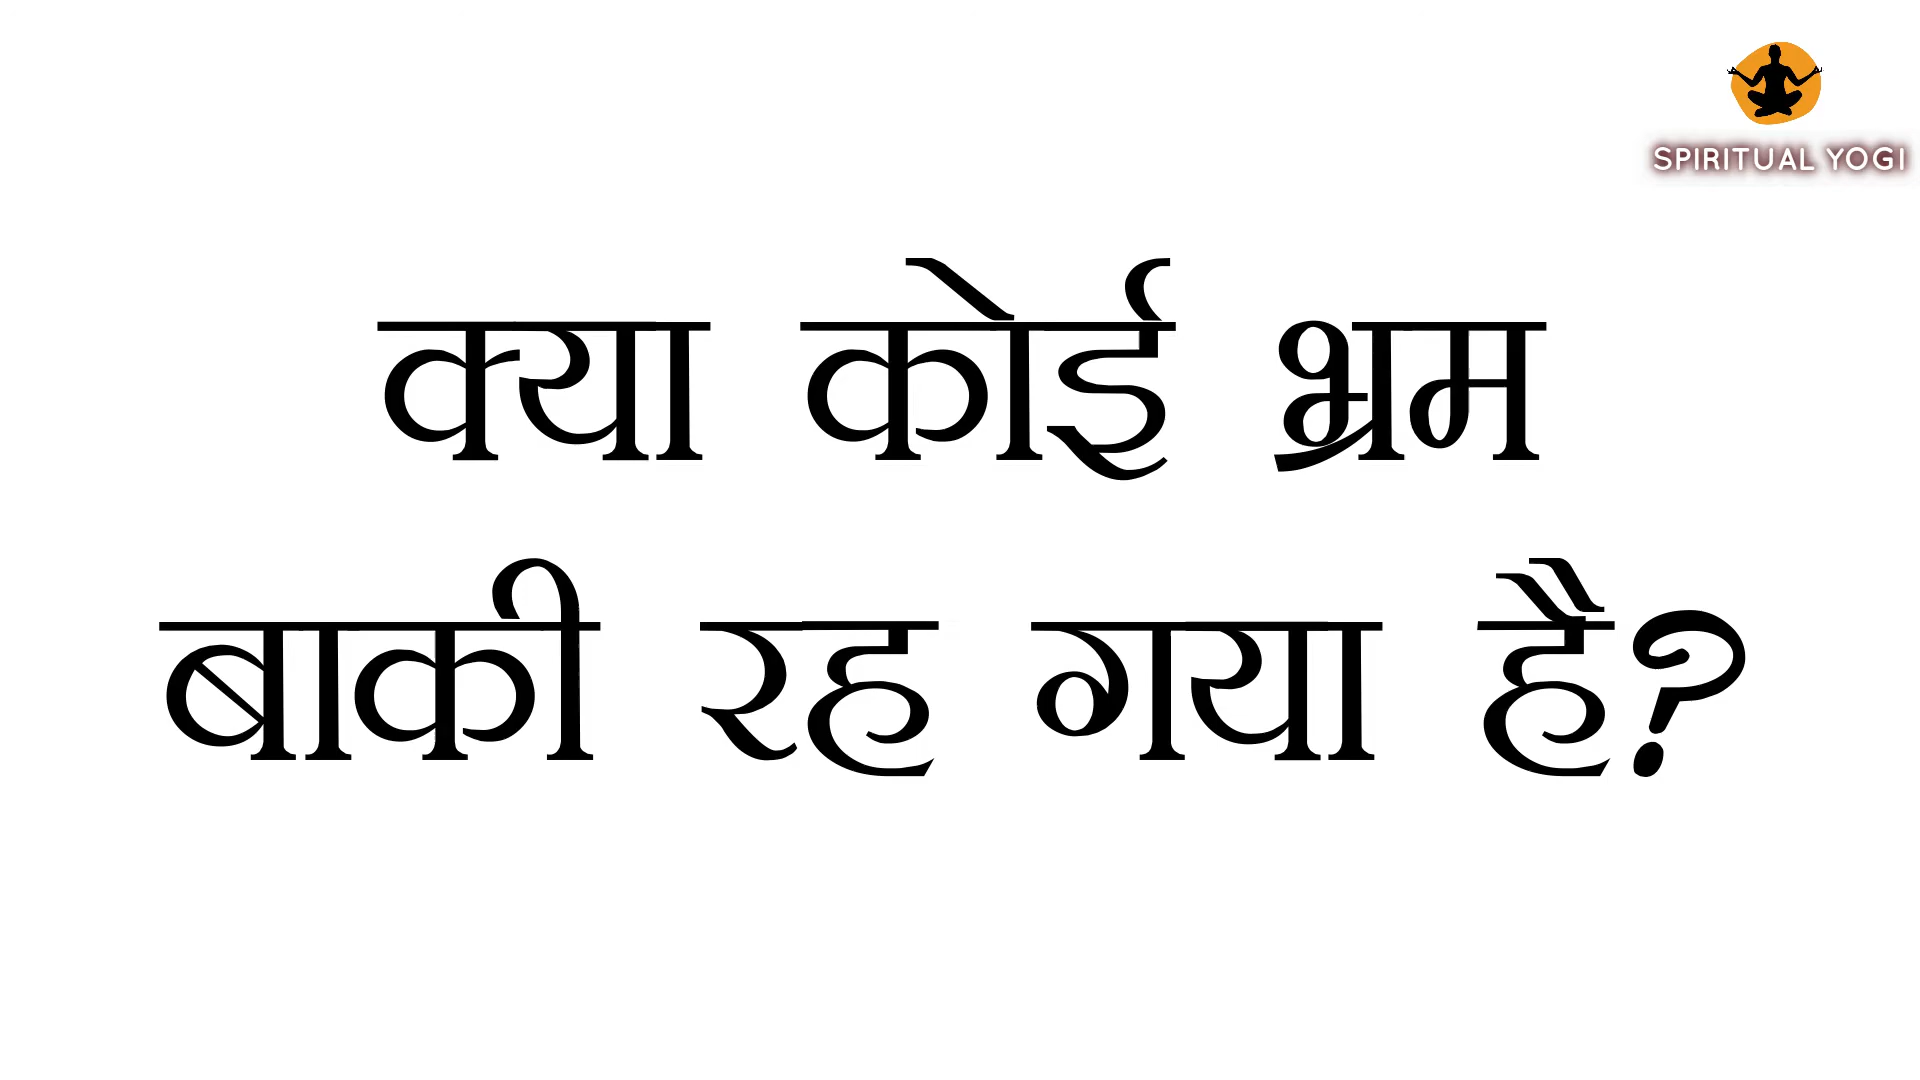 SPIRITUAL YOGI
क्या कोई भ्रम
बाकी रह गया है?